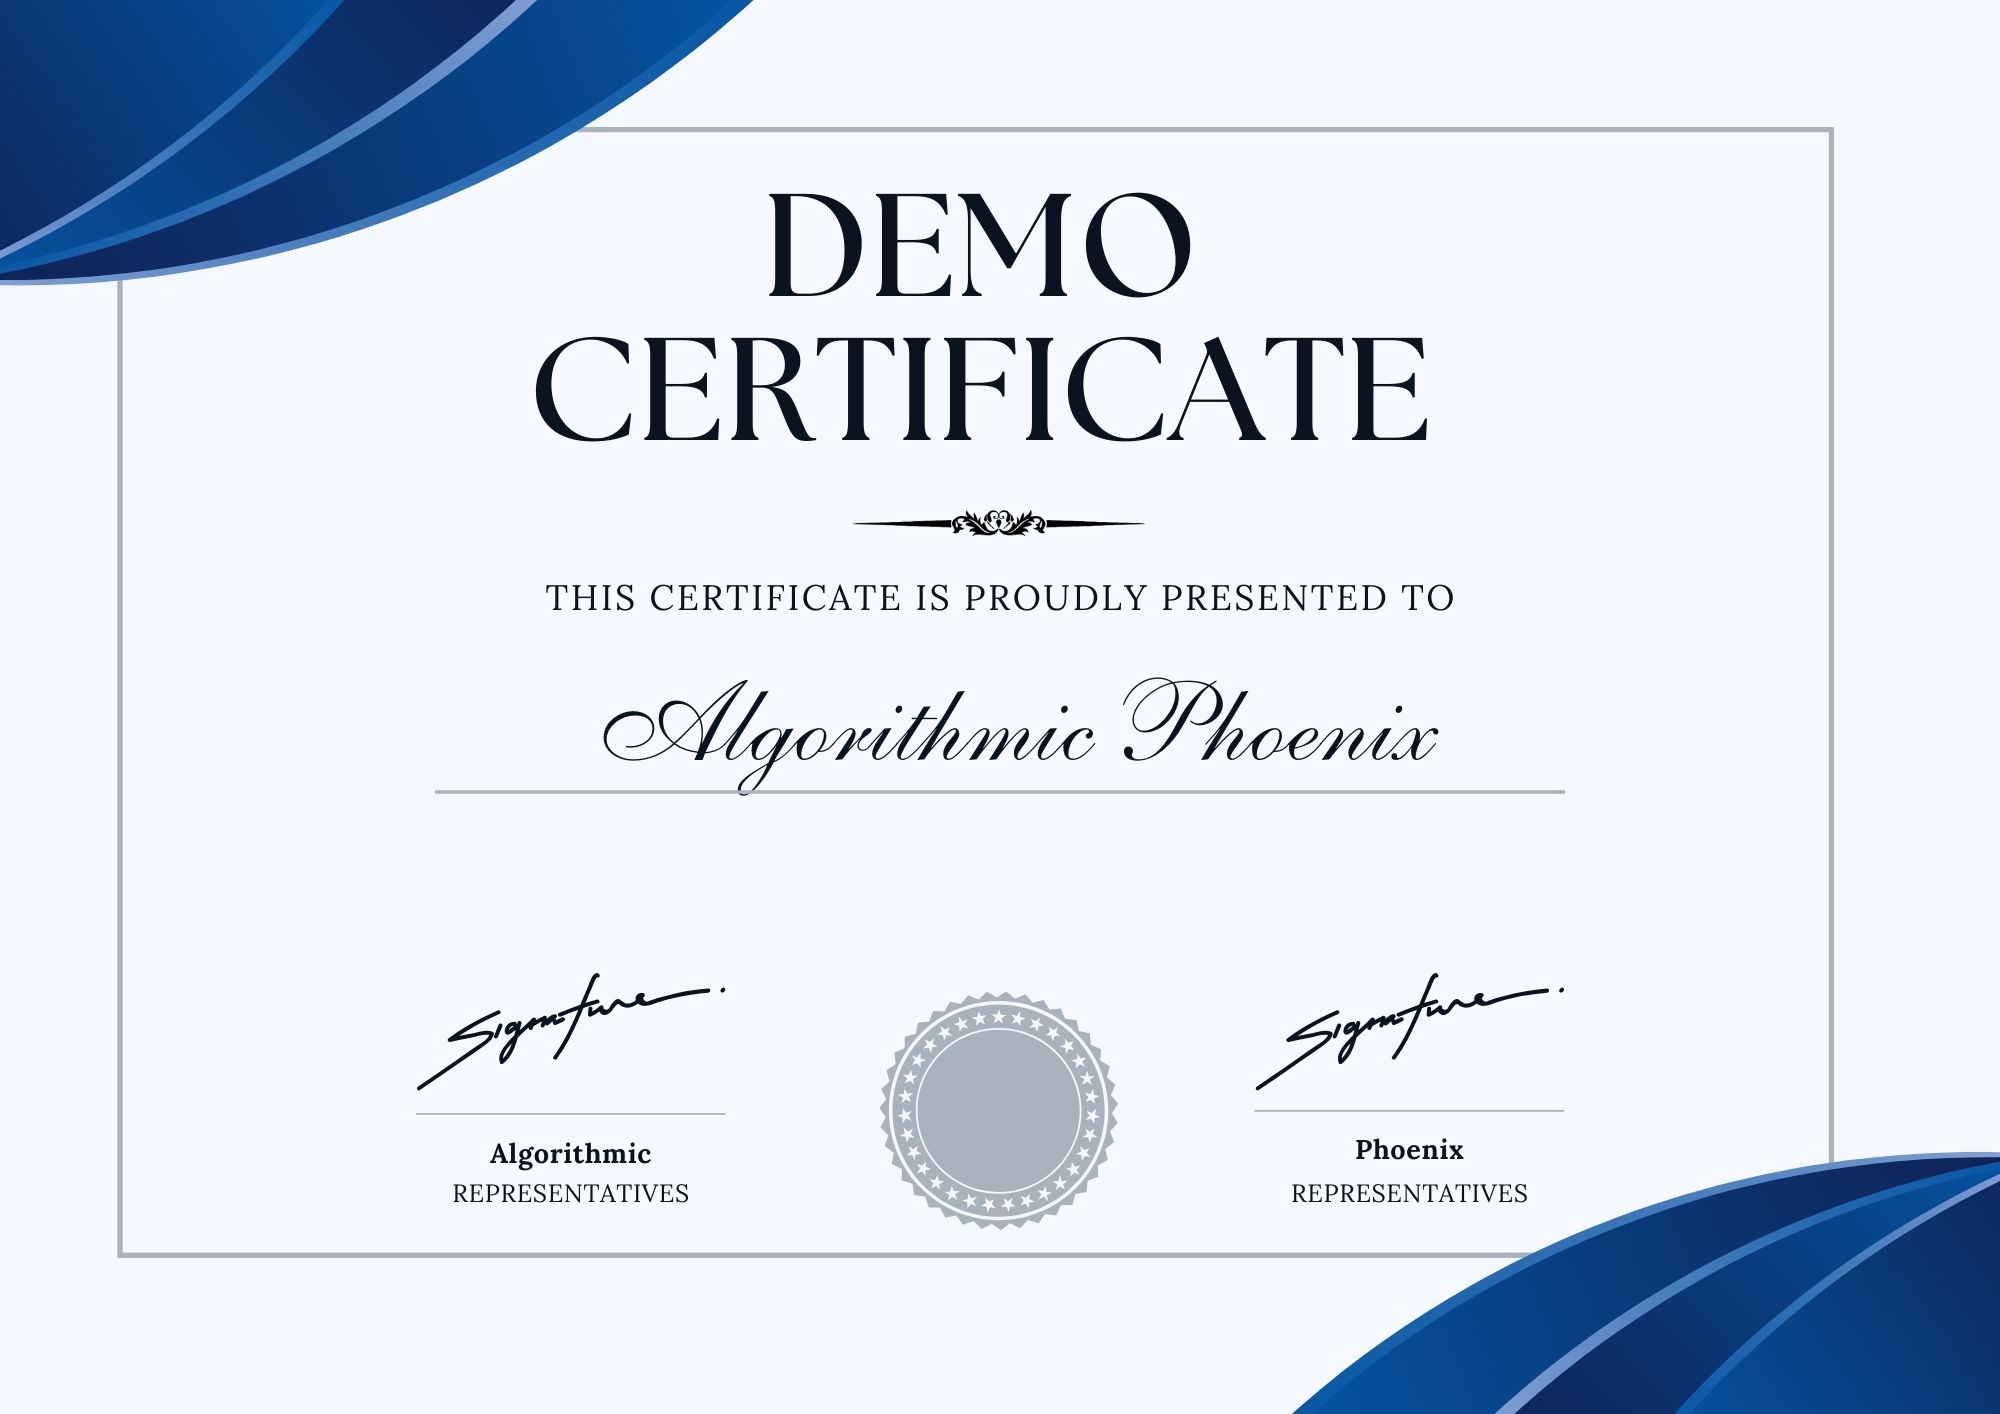 DEMO
CERTIFICATE
THIS CERTIFICATE IS PROUDLY PRESENTED TO
Algorithmic Phoenix
Signature Signature
Algorithmic Phoenix
REPRESENTATIVES REPRESENTATIVES